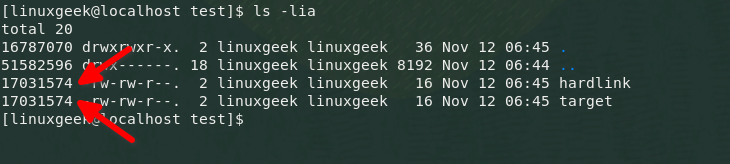 [linuxgeek@localhost test]$ ls -lia
total 20
16787070 drwxrwxr-x.  2 linuxgeek linuxgeek   36 Nov 12 06:45 .
51582596 drwx------. 18 linuxgeek linuxgeek 8192 Nov 12 06:44 ..
17031574 -rw-rw-r--.  2 linuxgeek linuxgeek   16 Nov 12 06:45 hardlink
17031574 -rw-rw-r--.  2 linuxgeek linuxgeek   16 Nov 12 06:45 target
[linuxgeek@localhost test]$